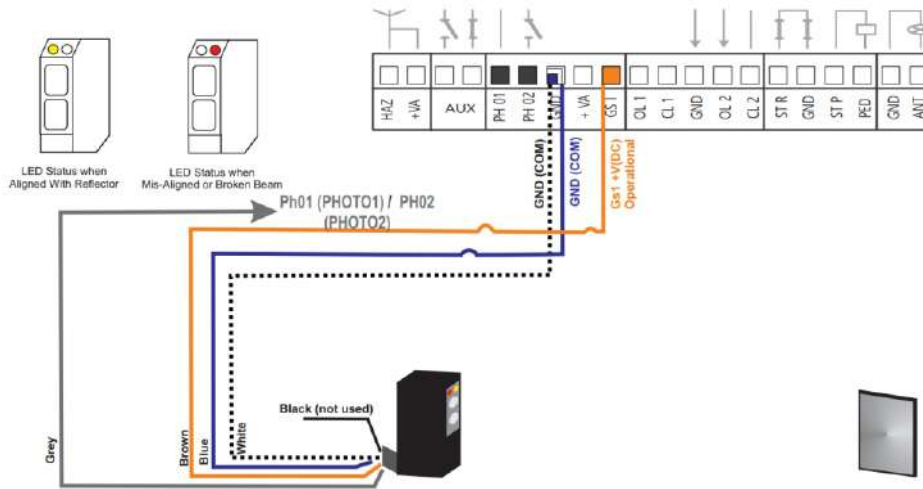 LED Status when
Aligned With Reflector
LED Status when
Mis-Aligned or Broken Beam
HAZ
+VA
AUX
PH 01
PH 02
GND
+ VA
GS 1
OL 1
CL 1
GND
OL 2
CL 2
ST R
GND
ST P
PED
GND
ANT
GND (COM)
GND (COM)
Gs1 +V(DC)
Operational
Ph01 (PHOTO1) / PH02
(PHOTO2)
Black (not used)
Grey
Brown
Blue
White